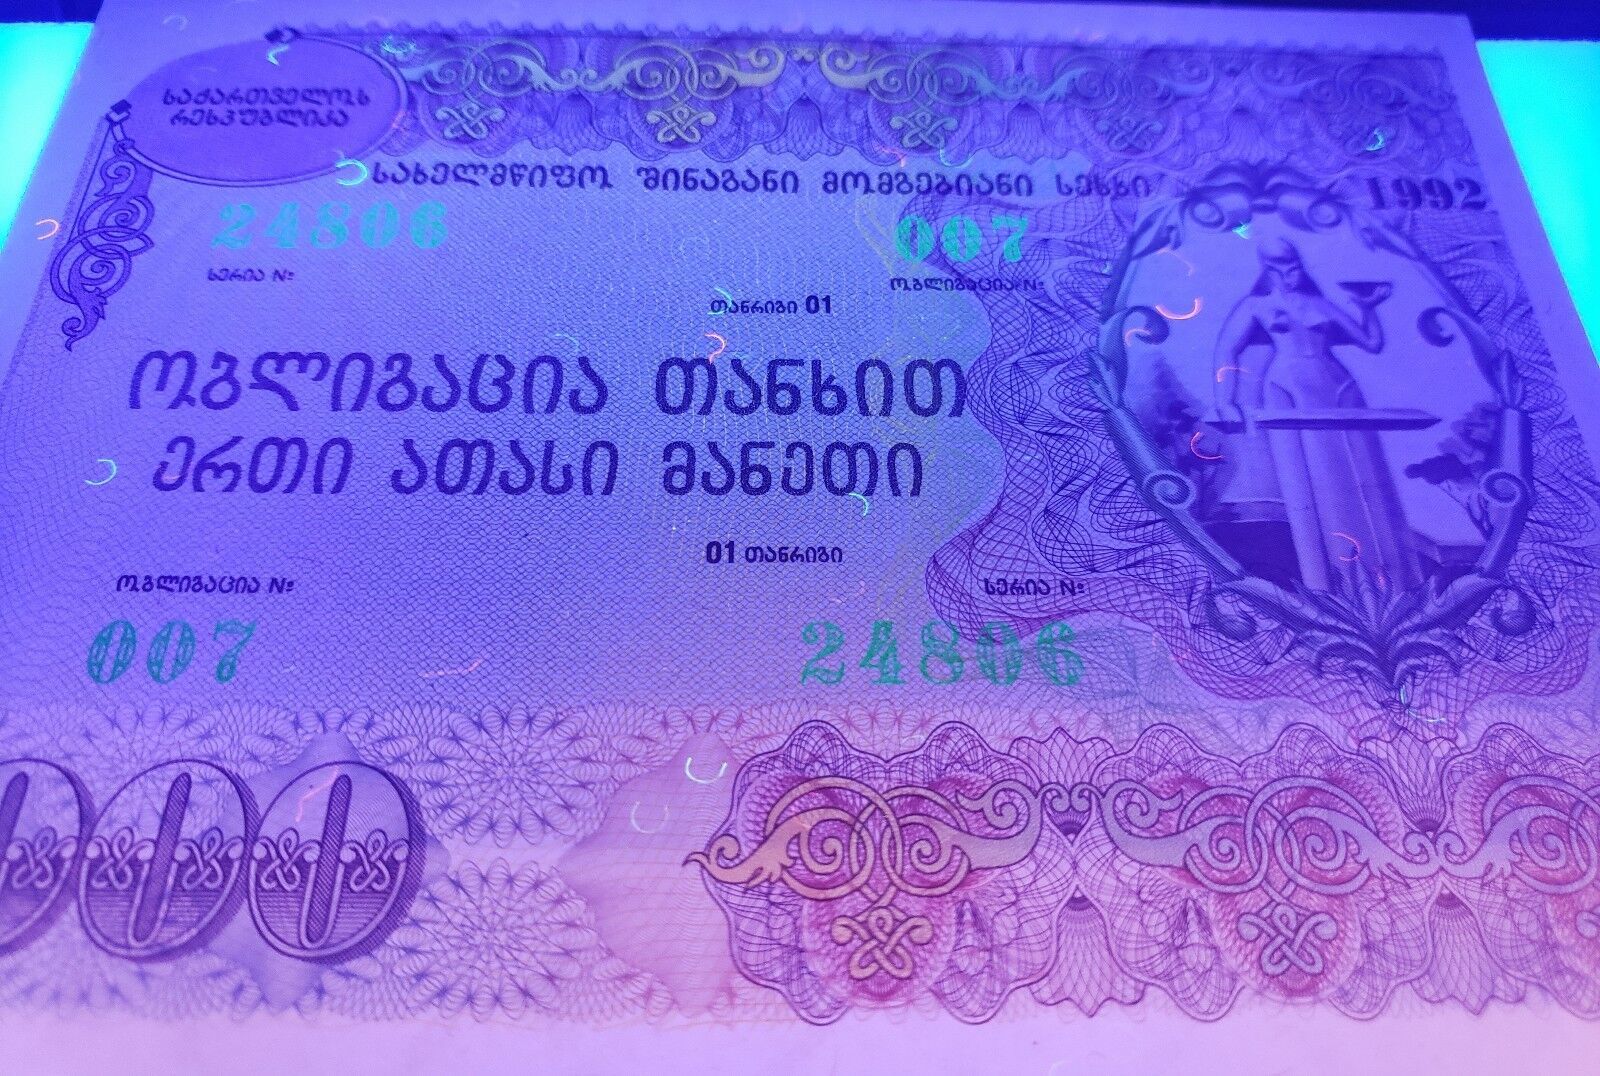 საქართველოს
რესპუბლიკა
სახელმწიფო შინაგანი მომგებიანი სესხი 1992
24806 007
სერია №
ობლიგაცია №
თანრიგი 01
ობლიგაცია თანხით
ერთი ათასი მანეთი
01 თანრიგი
ობლიგაცია № სერია №
007 24806
000